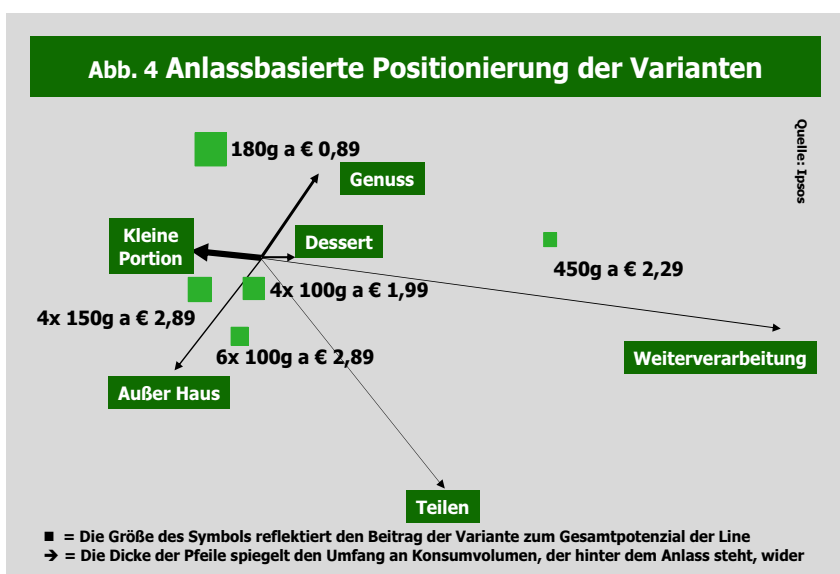 Abb. 4 Anlassbasierte Positionierung der Varianten
Quelle: Ipsos
180g a € 0,89
Genuss
Kleine
Portion
Dessert
450g a € 2,29
4x 100g a € 1,99
4x 150g a € 2,89
6x 100g a € 2,89
Weiterverarbeitung
Außer Haus
Teilen
■ = Die Größe des Symbols reflektiert den Beitrag der Variante zum Gesamtpotenzial der Line
➔ = Die Dicke der Pfeile spiegelt den Umfang an Konsumvolumen, der hinter dem Anlass steht, wider